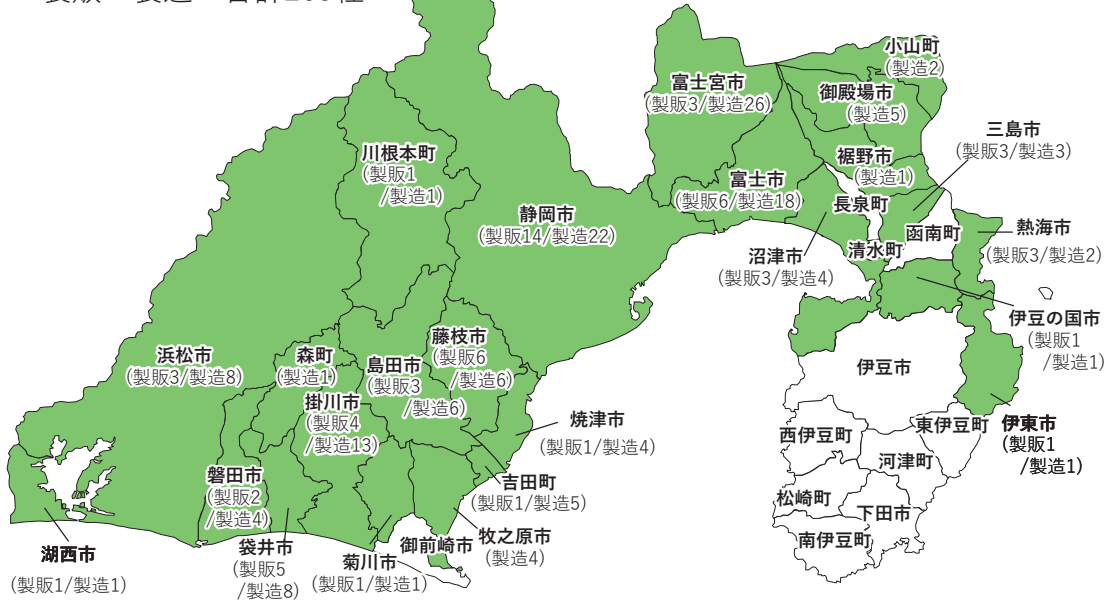 小山町
(製造2)
富士宮市
(製販3/製造26)
御殿場市
(製造5)
三島市
(製販3/製造3)
川根本町
(製販1
/製造1)
裾野市
(製造1)
富士市
(製販6/製造18)
長泉町
静岡市
(製販14/製造22)
函南町
熱海市
(製販3/製造2)
清水町
沼津市
(製販3/製造4)
伊豆の国市
(製販1
/製造1)
藤枝市
(製販6
/製造6)
浜松市
(製販3/製造8)
森町
(製造1)
島田市
(製販3
/製造6)
伊豆市
掛川市
(製販4
/製造13)
焼津市
(製販1/製造4)
西伊豆町
東伊豆町
伊東市
(製販1
/製造1)
河津町
磐田市
(製販2
/製造4)
吉田町
(製販1/製造5)
松崎町
下田市
湖西市
(製販1/製造1)
袋井市
(製販5
/製造8)
菊川市
(製販1/製造1)
御前崎市
牧之原市
(製造4)
南伊豆町